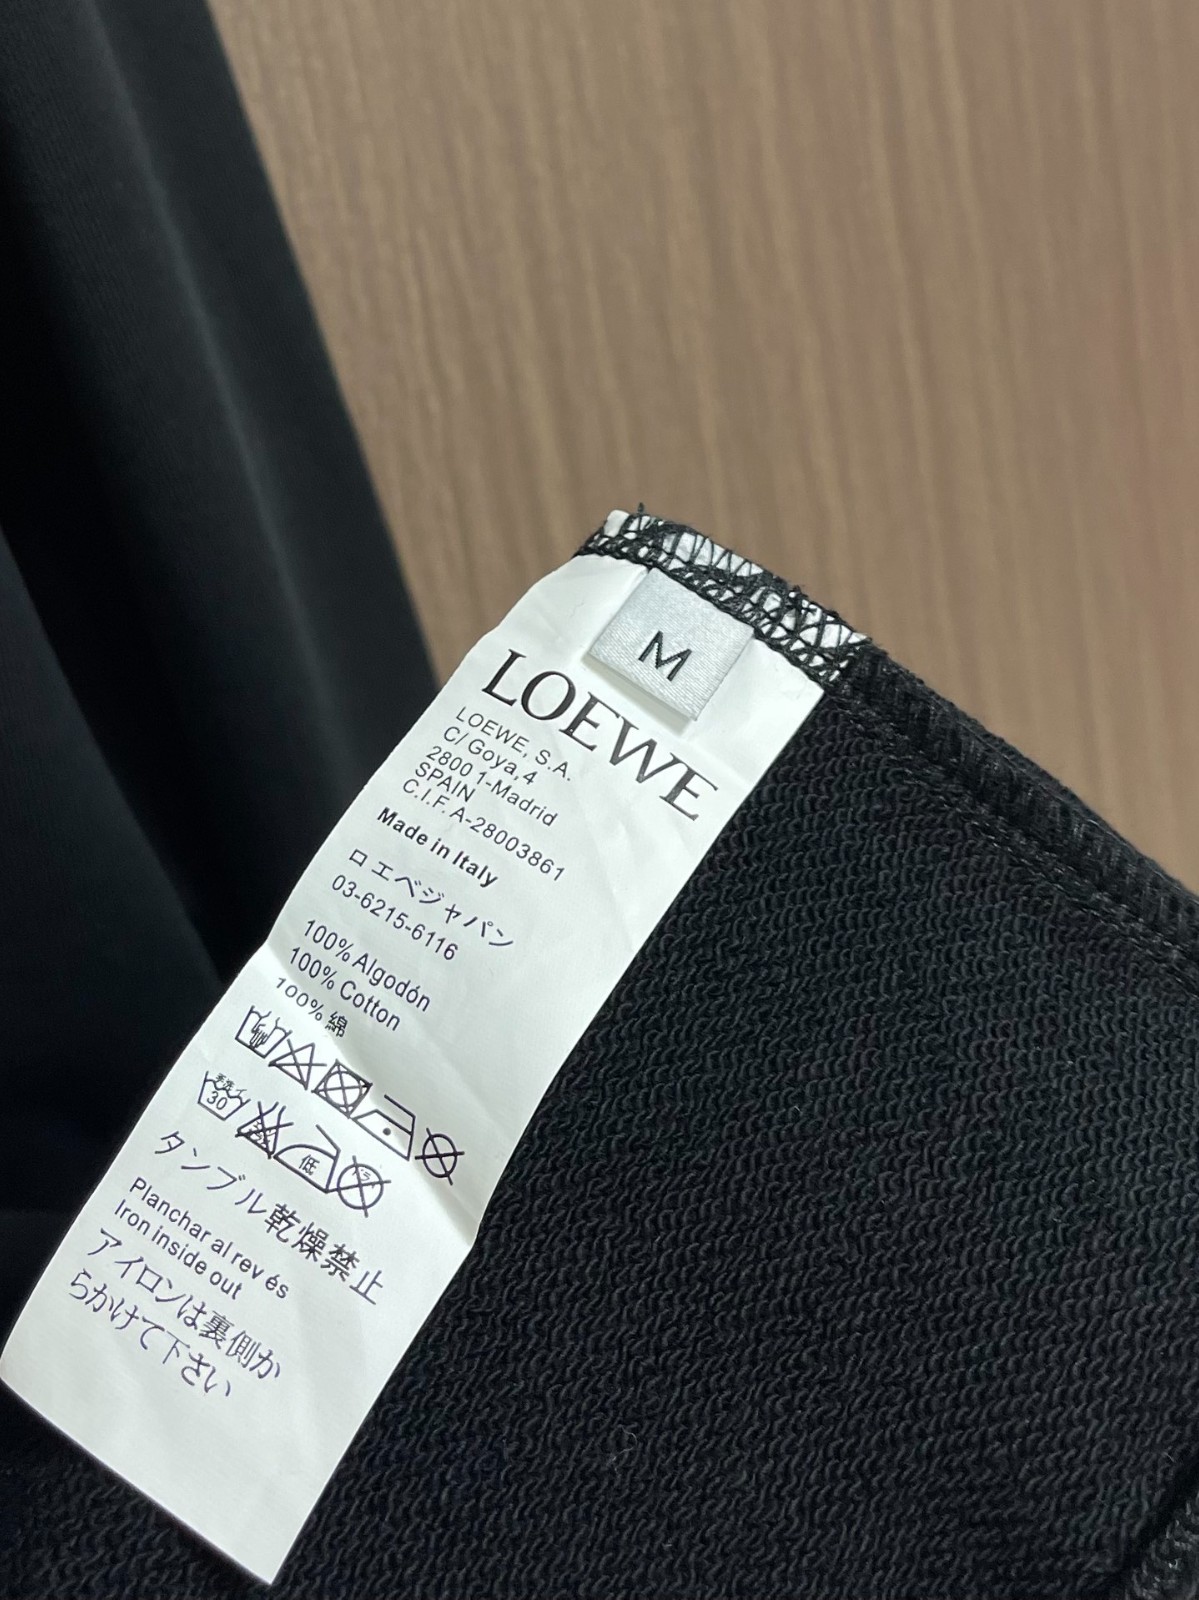 M
LOEWE
LOEWE, S.A.
C/ Goya, 4
2800 1-Madrid
SPAIN
C.I.F. A-28003861
Made in Italy
ロエベジャパン
03-6215-6116
100% Algodón
100% Cotton
100% 綿
30
低
タンブル乾燥禁止
Planchar al rev és
Iron inside out
アイロンは裏側か
らかけて下さい